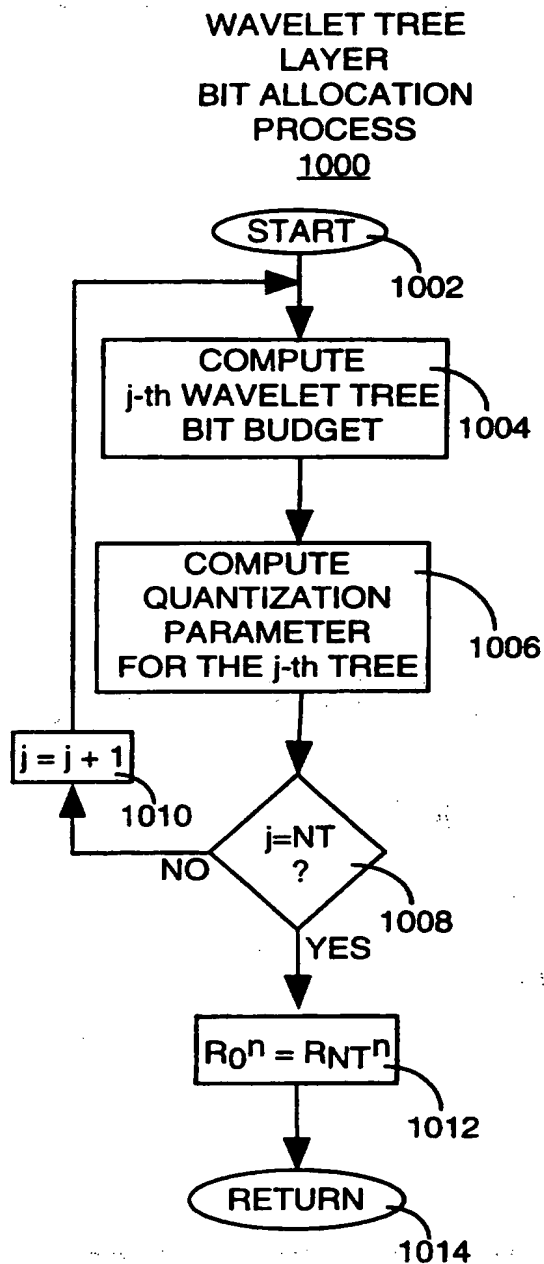 WAVELET TREE
LAYER
BIT ALLOCATION
PROCESS
1000
START
1002
COMPUTE
j-th WAVELET TREE
BIT BUDGET
1004
COMPUTE
QUANTIZATION
PARAMETER
FOR THE j-th TREE
1006
j = j + 1
1010
j=NT
?
1008
NO
YES
R0n = RNTn
1012
RETURN
1014